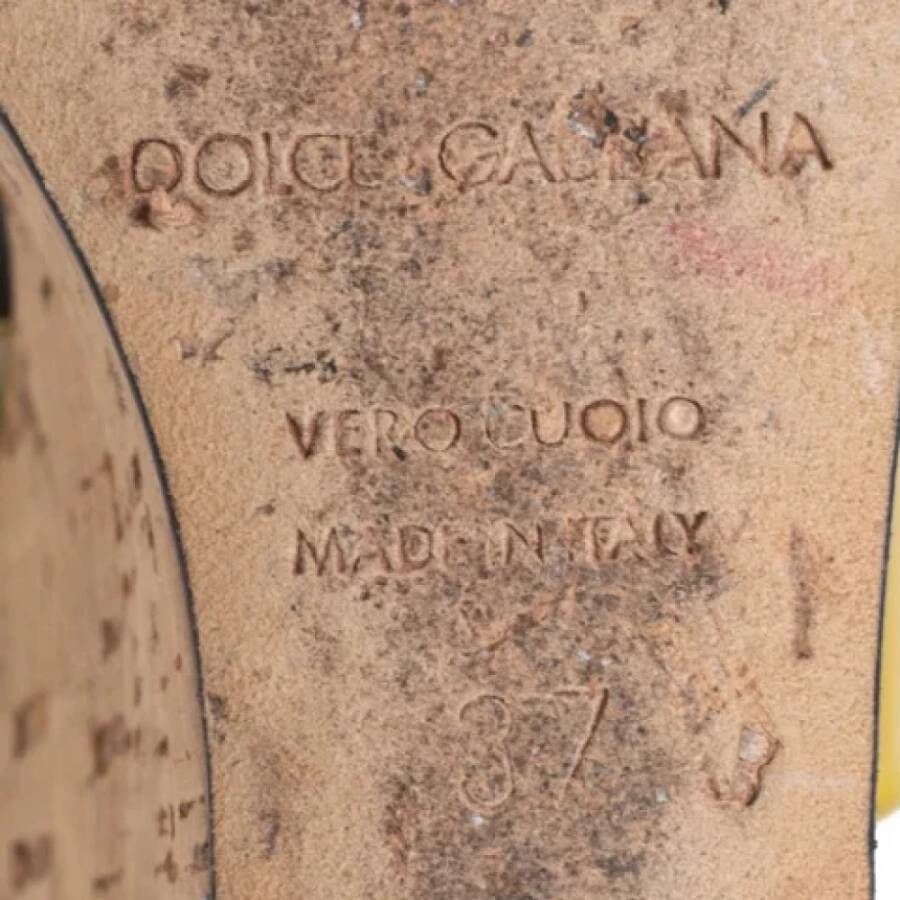 DOLCE & GABBANA
VERO CUOIO
MADE IN ITALY
37